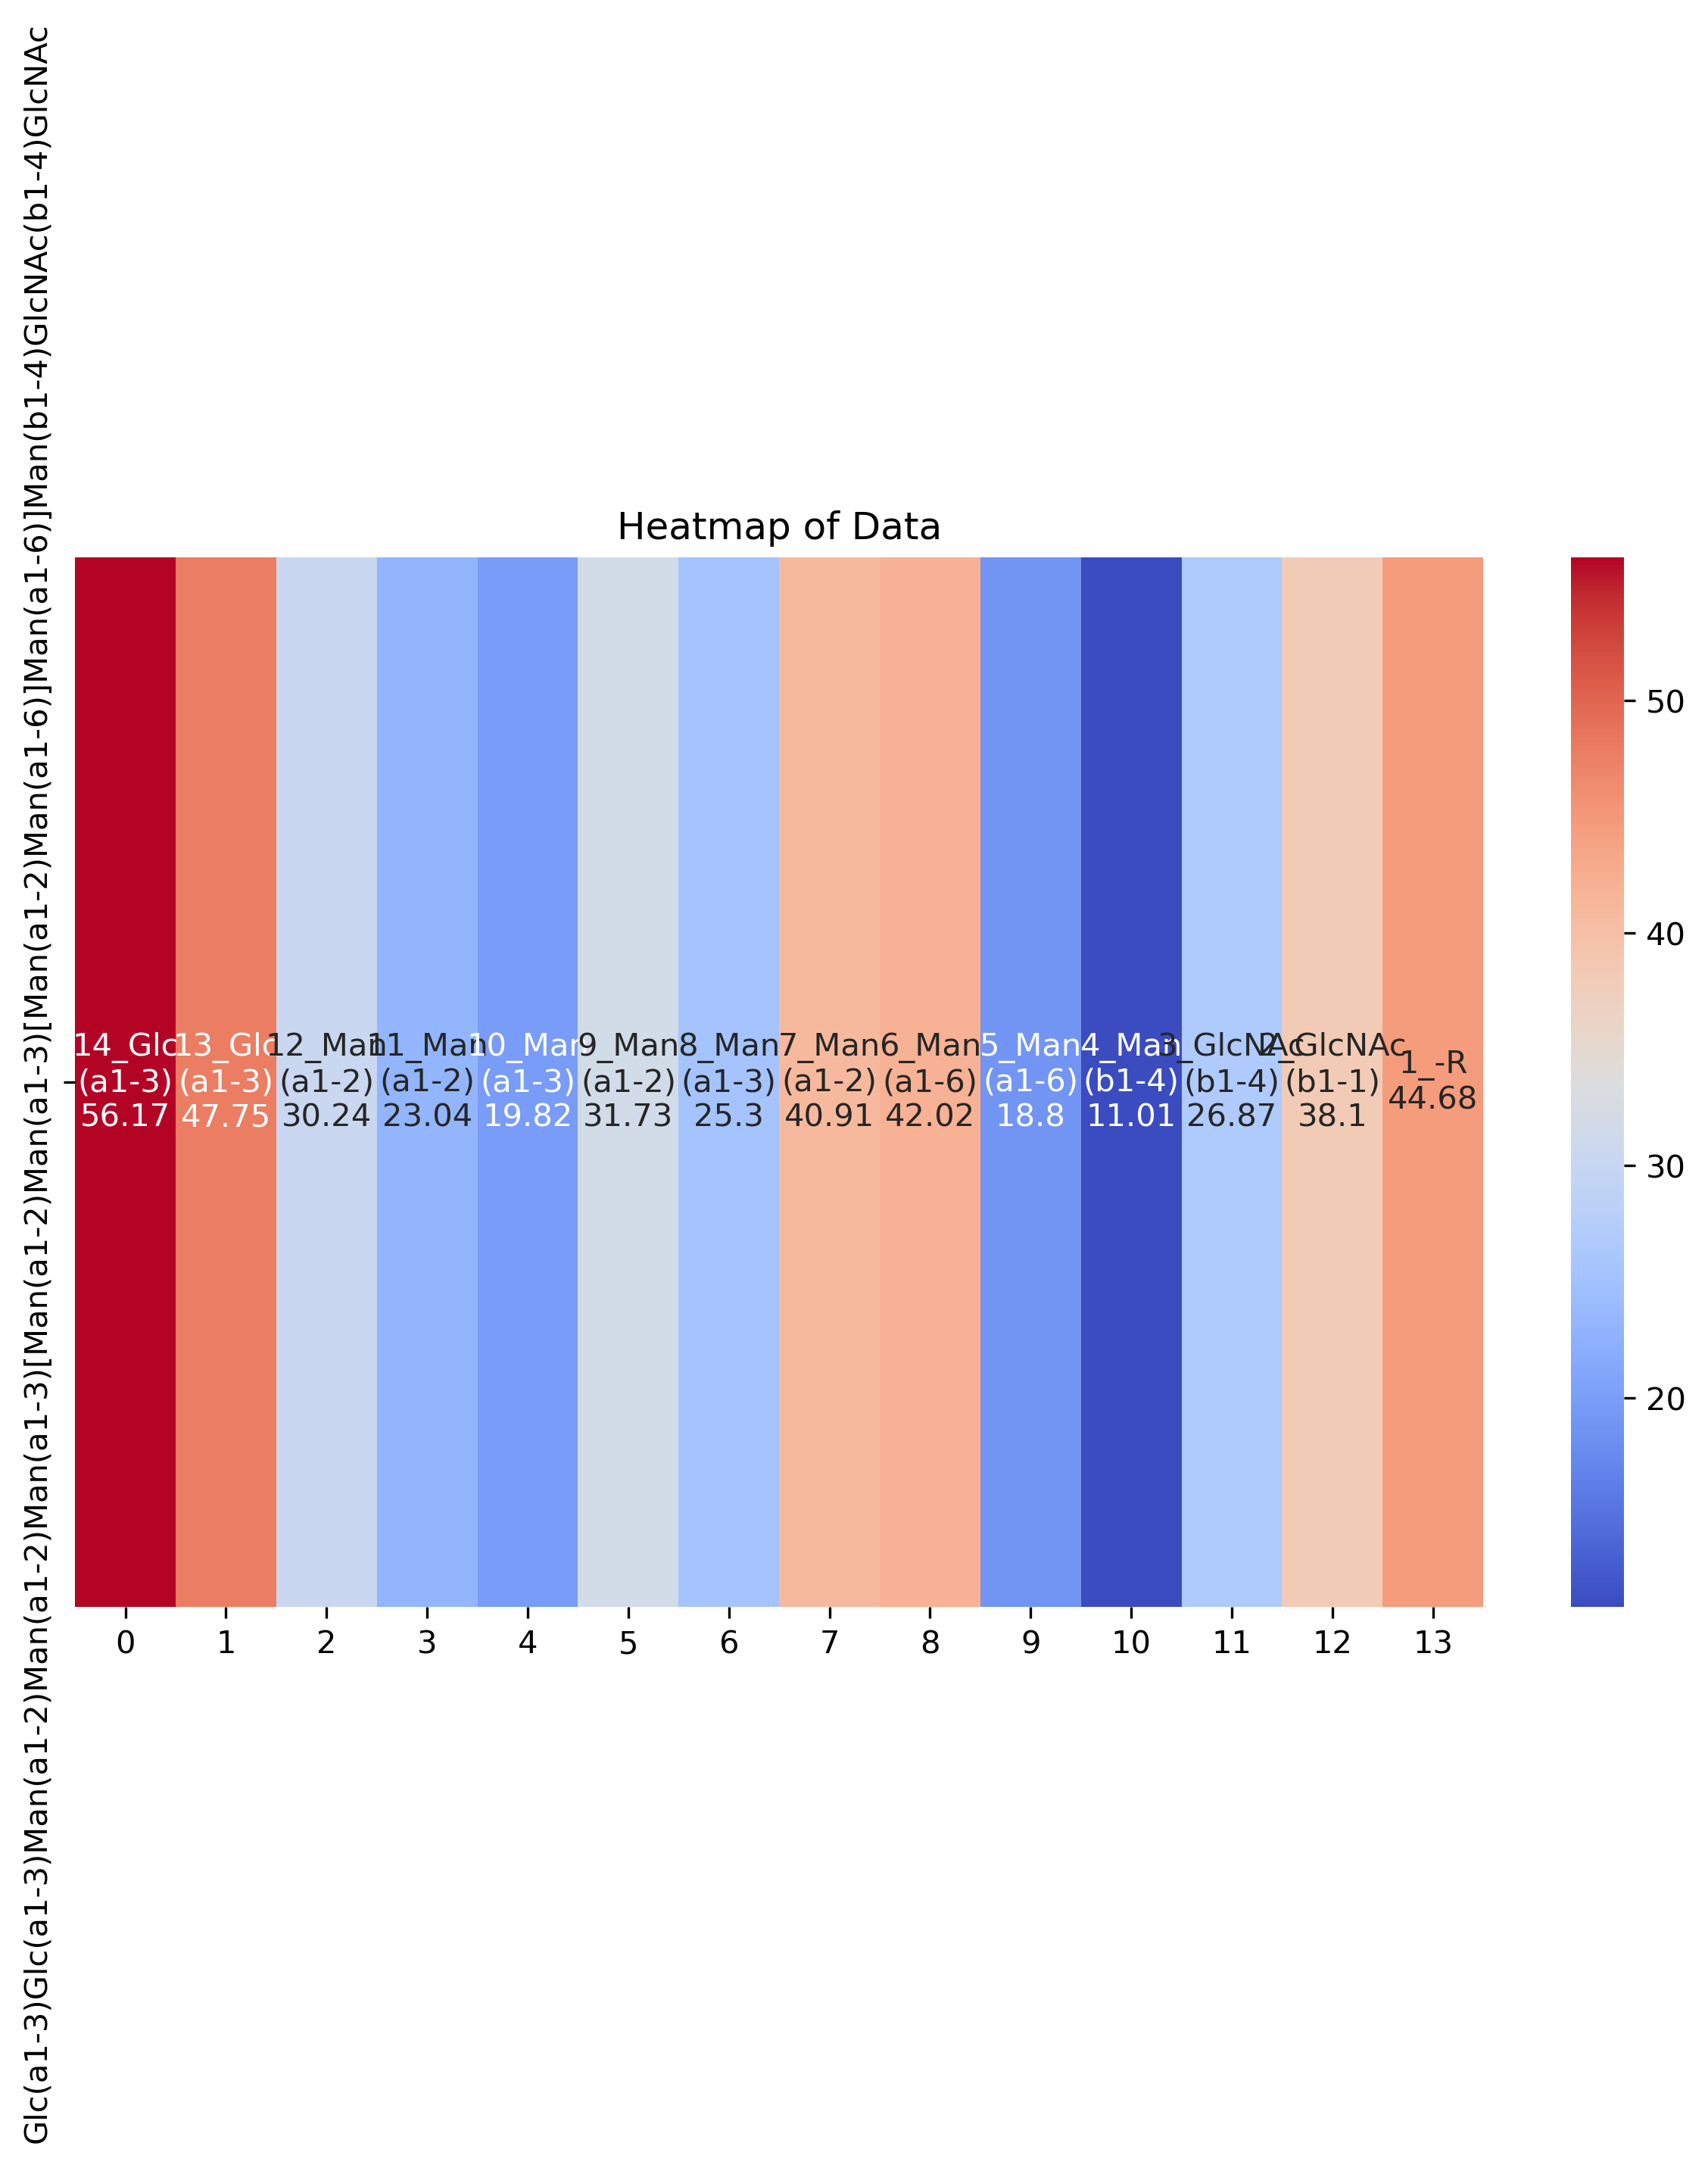 Heatmap of Data
Glc(a1-3)Glc(a1-3)Man(a1-2)Man(a1-2)Man(a1-3)[Man(a1-2)Man(a1-3)[Man(a1-2)Man(a1-6)]Man(a1-6)]Man(b1-4)GlcNAc(b1-4)GlcNAc
14_Glc
(a1-3)
56.17
13_Glc
(a1-3)
47.75
12_Man
(a1-2)
30.24
11_Man
(a1-2)
23.04
10_Man
(a1-3)
19.82
9_Man
(a1-2)
31.73
8_Man
(a1-3)
25.3
7_Man
(a1-2)
40.91
6_Man
(a1-6)
42.02
5_Man
(a1-6)
18.8
4_Man
(b1-4)
11.01
3_GlcNAc
(b1-4)
26.87
2_GlcNAc
(b1-1)
38.1
1_-R
44.68
0 1 2 3 4 5 6 7 8 9 10 11 12 13
50
40
30
20